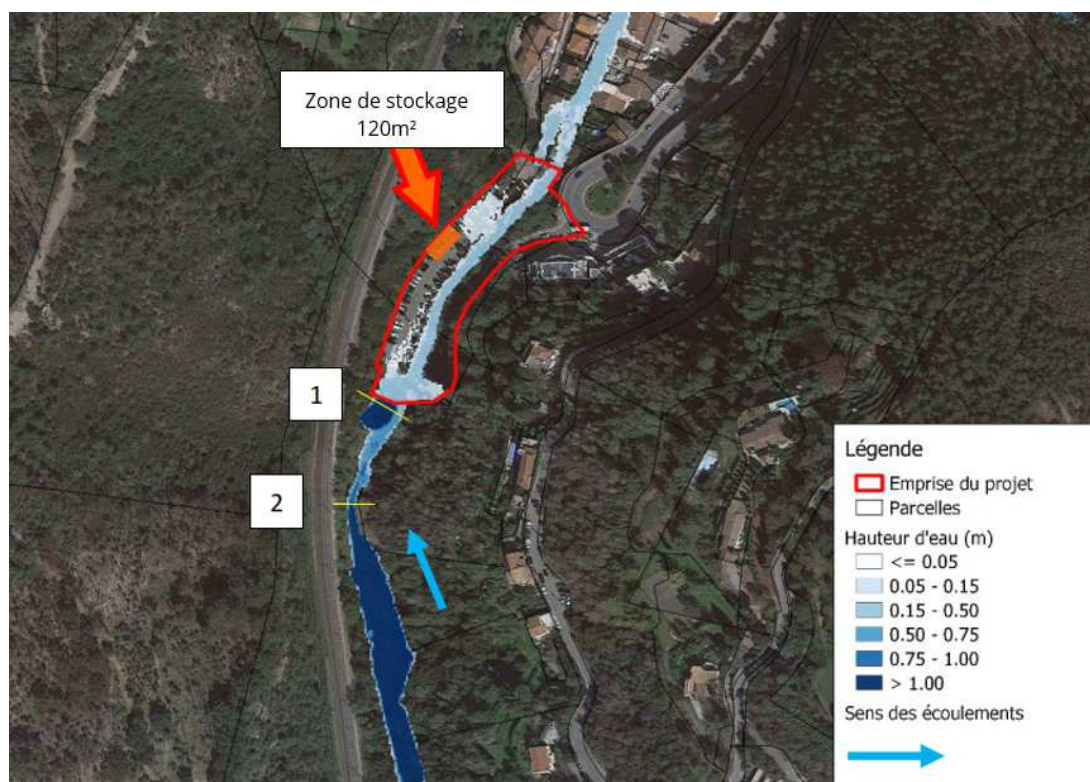 Zone de stockage
120m²
1
2
Légende
Emprise du projet
Parcelles
Hauteur d'eau (m)
<= 0.05
0.05 - 0.15
0.15 - 0.50
0.50 - 0.75
0.75 - 1.00
> 1.00
Sens des écoulements